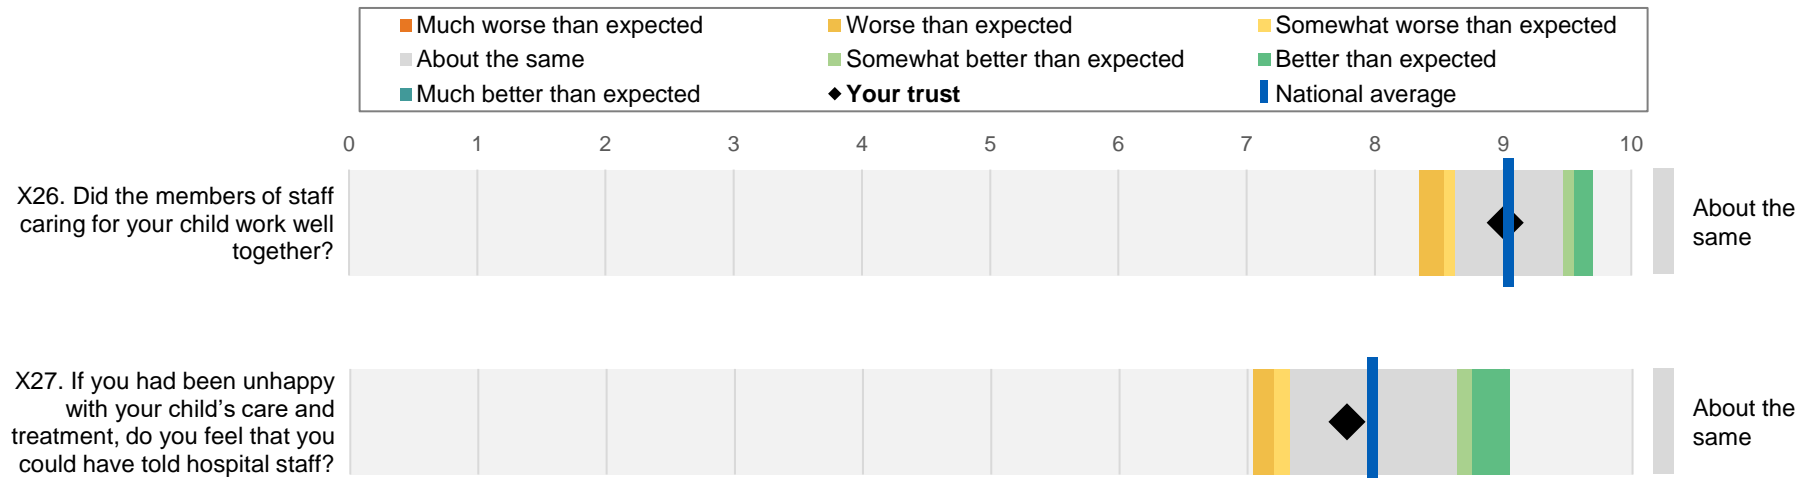 Much worse than expected
Worse than expected
Somewhat worse than expected
About the same
Somewhat better than expected
Better than expected
Much better than expected
Your trust
National average
0 1 2 3 4 5 6 7 8 9 10
X26. Did the members of staff
caring for your child work well
together?
About the
same
X27. If you had been unhappy
with your child’s care and
treatment, do you feel that you
could have told hospital staff?
About the
same